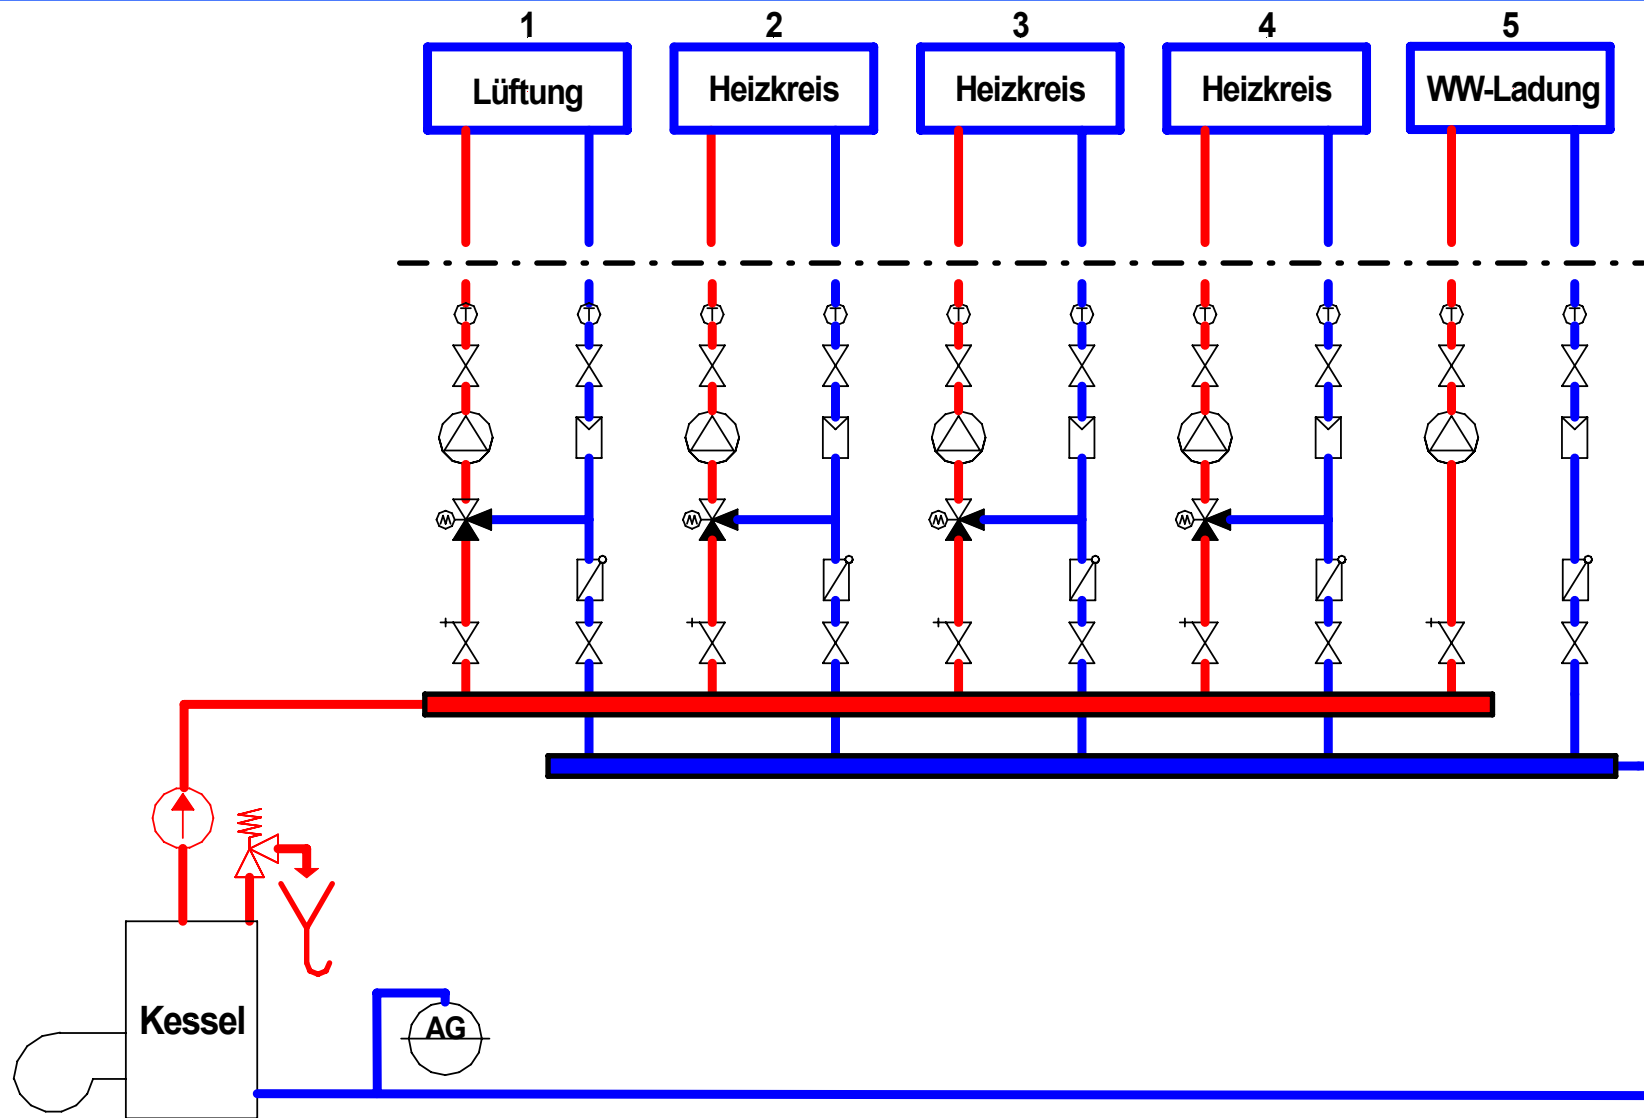 1 2 3 4 5
Lüftung Heizkreis Heizkreis Heizkreis WW-Ladung
T T T T T T T T T T
M M M M
Kessel
AG